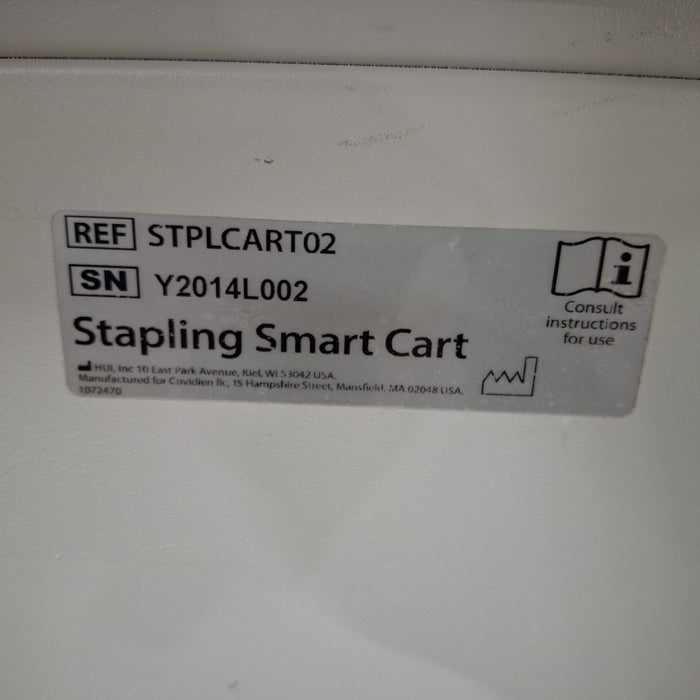 REF STPLCART02
SN Y2014L002
Stapling Smart Cart
HUI, Inc 10 East Park Avenue, Kiel, WI 53042 USA.
Manufactured for Covidien llc, 15 Hampshire Street, Mansfield, MA 02048 USA.
1072470
i
Consult
instructions
for use